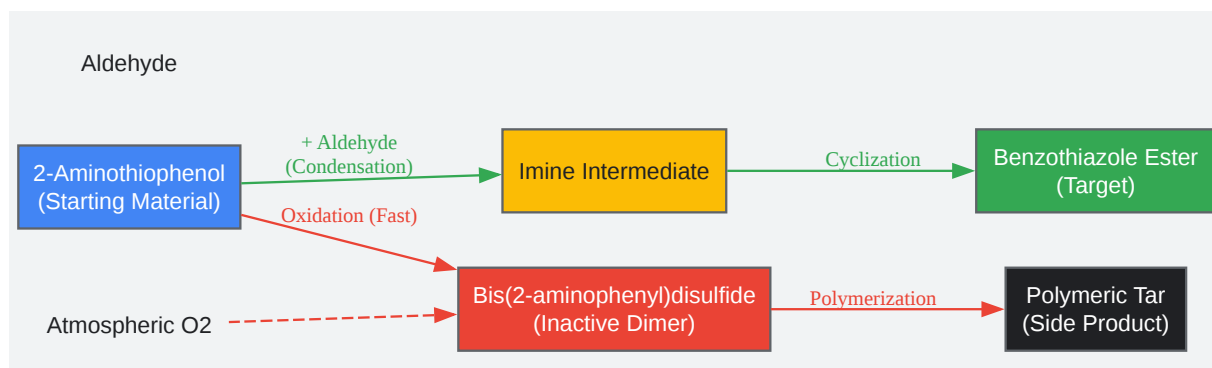 Aldehyde
2-Aminothiophenol
(Starting Material)
+ Aldehyde
(Condensation)
Imine Intermediate
Cyclization
Benzothiazole Ester
(Target)
Oxidation (Fast)
Atmospheric O2
Bis(2-aminophenyl)disulfide
(Inactive Dimer)
Polymerization
Polymeric Tar
(Side Product)